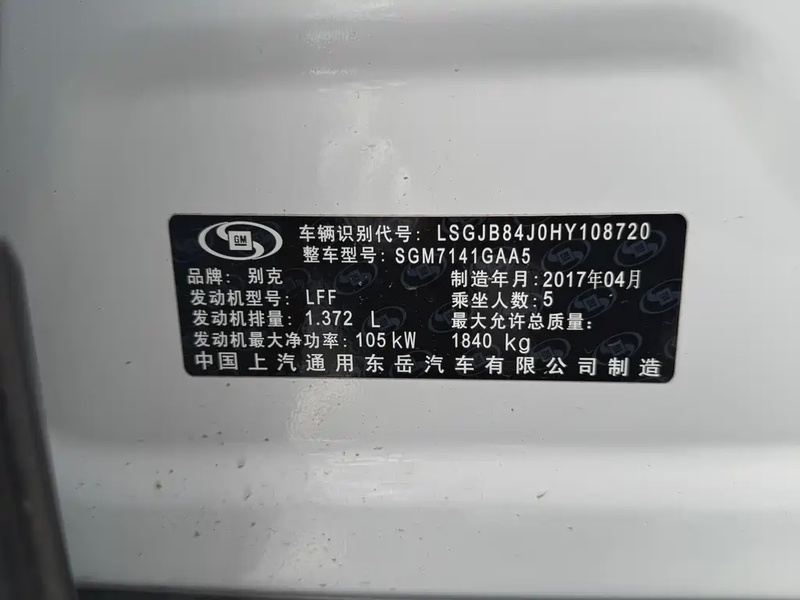 GM
车辆识别代号: LSGJB84J0HY108720
整车型号: SGM7141GAA5
品牌: 别克 制造年月: 2017年04月
发动机型号: LFF 乘坐人数: 5
发动机排量: 1.372 L 最大允许总质量:
发动机最大净功率: 105 kW 1840 kg
中国上汽通用东岳汽车有限公司制造